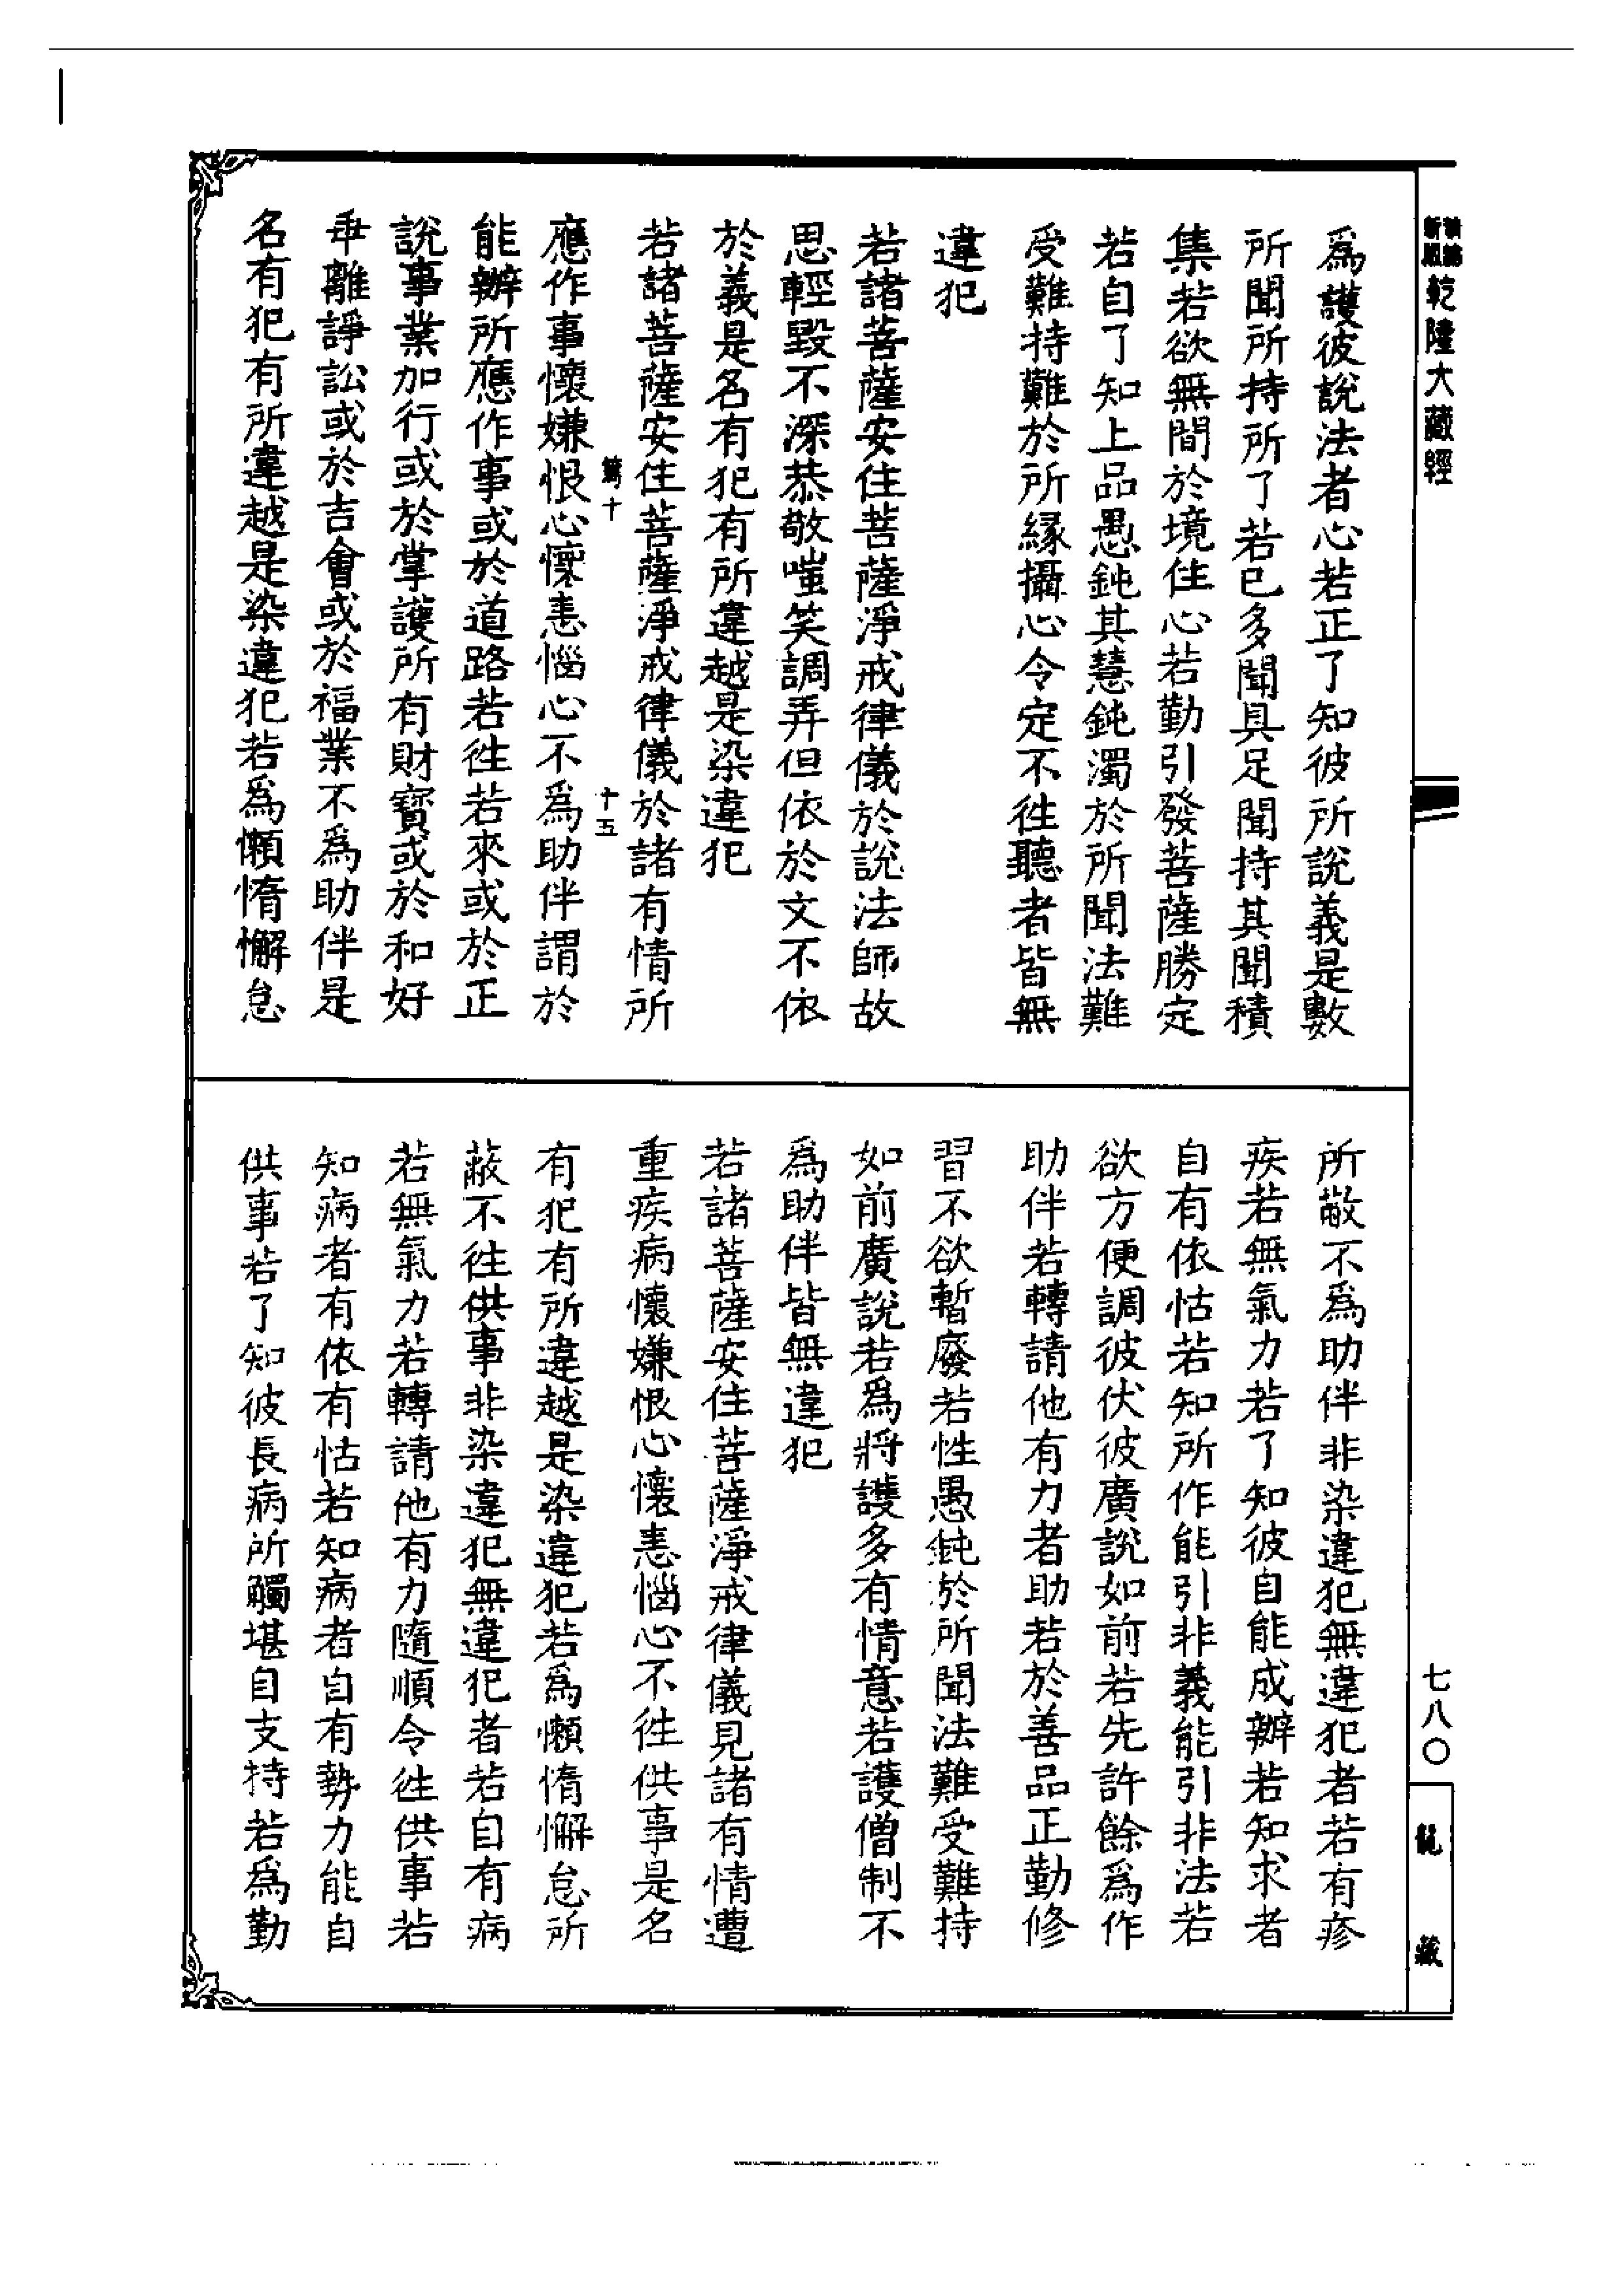 乾隆大藏經
為護彼說法者心若正了知彼所說義是數
所聞所持所了若已多聞具足聞持其聞積
集若欲無間於境住心若勤引發菩薩勝定
若自了知上品愚鈍其慧鈍濁於所聞法難
受難持難於所緣攝心令定不往聽者皆無
違犯
若諸菩薩安住菩薩淨戒律儀於說法師故
思輕毀不深恭敬嗤笑調弄但依於文不依
於義是名有犯有所違越是染違犯
若諸菩薩安住菩薩淨戒律儀於諸有情所
十 十五
應作事懷嫌恨心懷恚惱心不為助伴謂於
能辦所應作事或於道路若往若來或於正
說事業加行或於掌護所有財寶或於和好
乖離諍訟或於吉會或於福業不為助伴是
名有犯有所違越是染違犯若為懶惰懈怠
所蔽不為助伴非染違犯無違犯者若有疹
疾若無氣力若了知彼自能成辦若知求者
自有依怙若知所作能引非義能引非法若
欲方便調彼伏彼廣說如前若先許餘為作
助伴若轉請他有力者助若於善品正勤修
習不欲暫廢若性愚鈍於所聞法難受難持
如前廣說若為將護多有情意若護僧制不
為助伴皆無違犯
若諸菩薩安住菩薩淨戒律儀見諸有情遭
重疾病懷嫌恨心懷恚惱心不往供事是名
有犯有所違越是染違犯若為懶惰懈怠所
蔽不往供事非染違犯無違犯者若自有病
若無氣力若轉請他有力隨順令往供事若
知病者有依有怙若知病者自有勢力能自
供事若了知彼長病所觸堪自支持若為勤
七八〇
龍藏